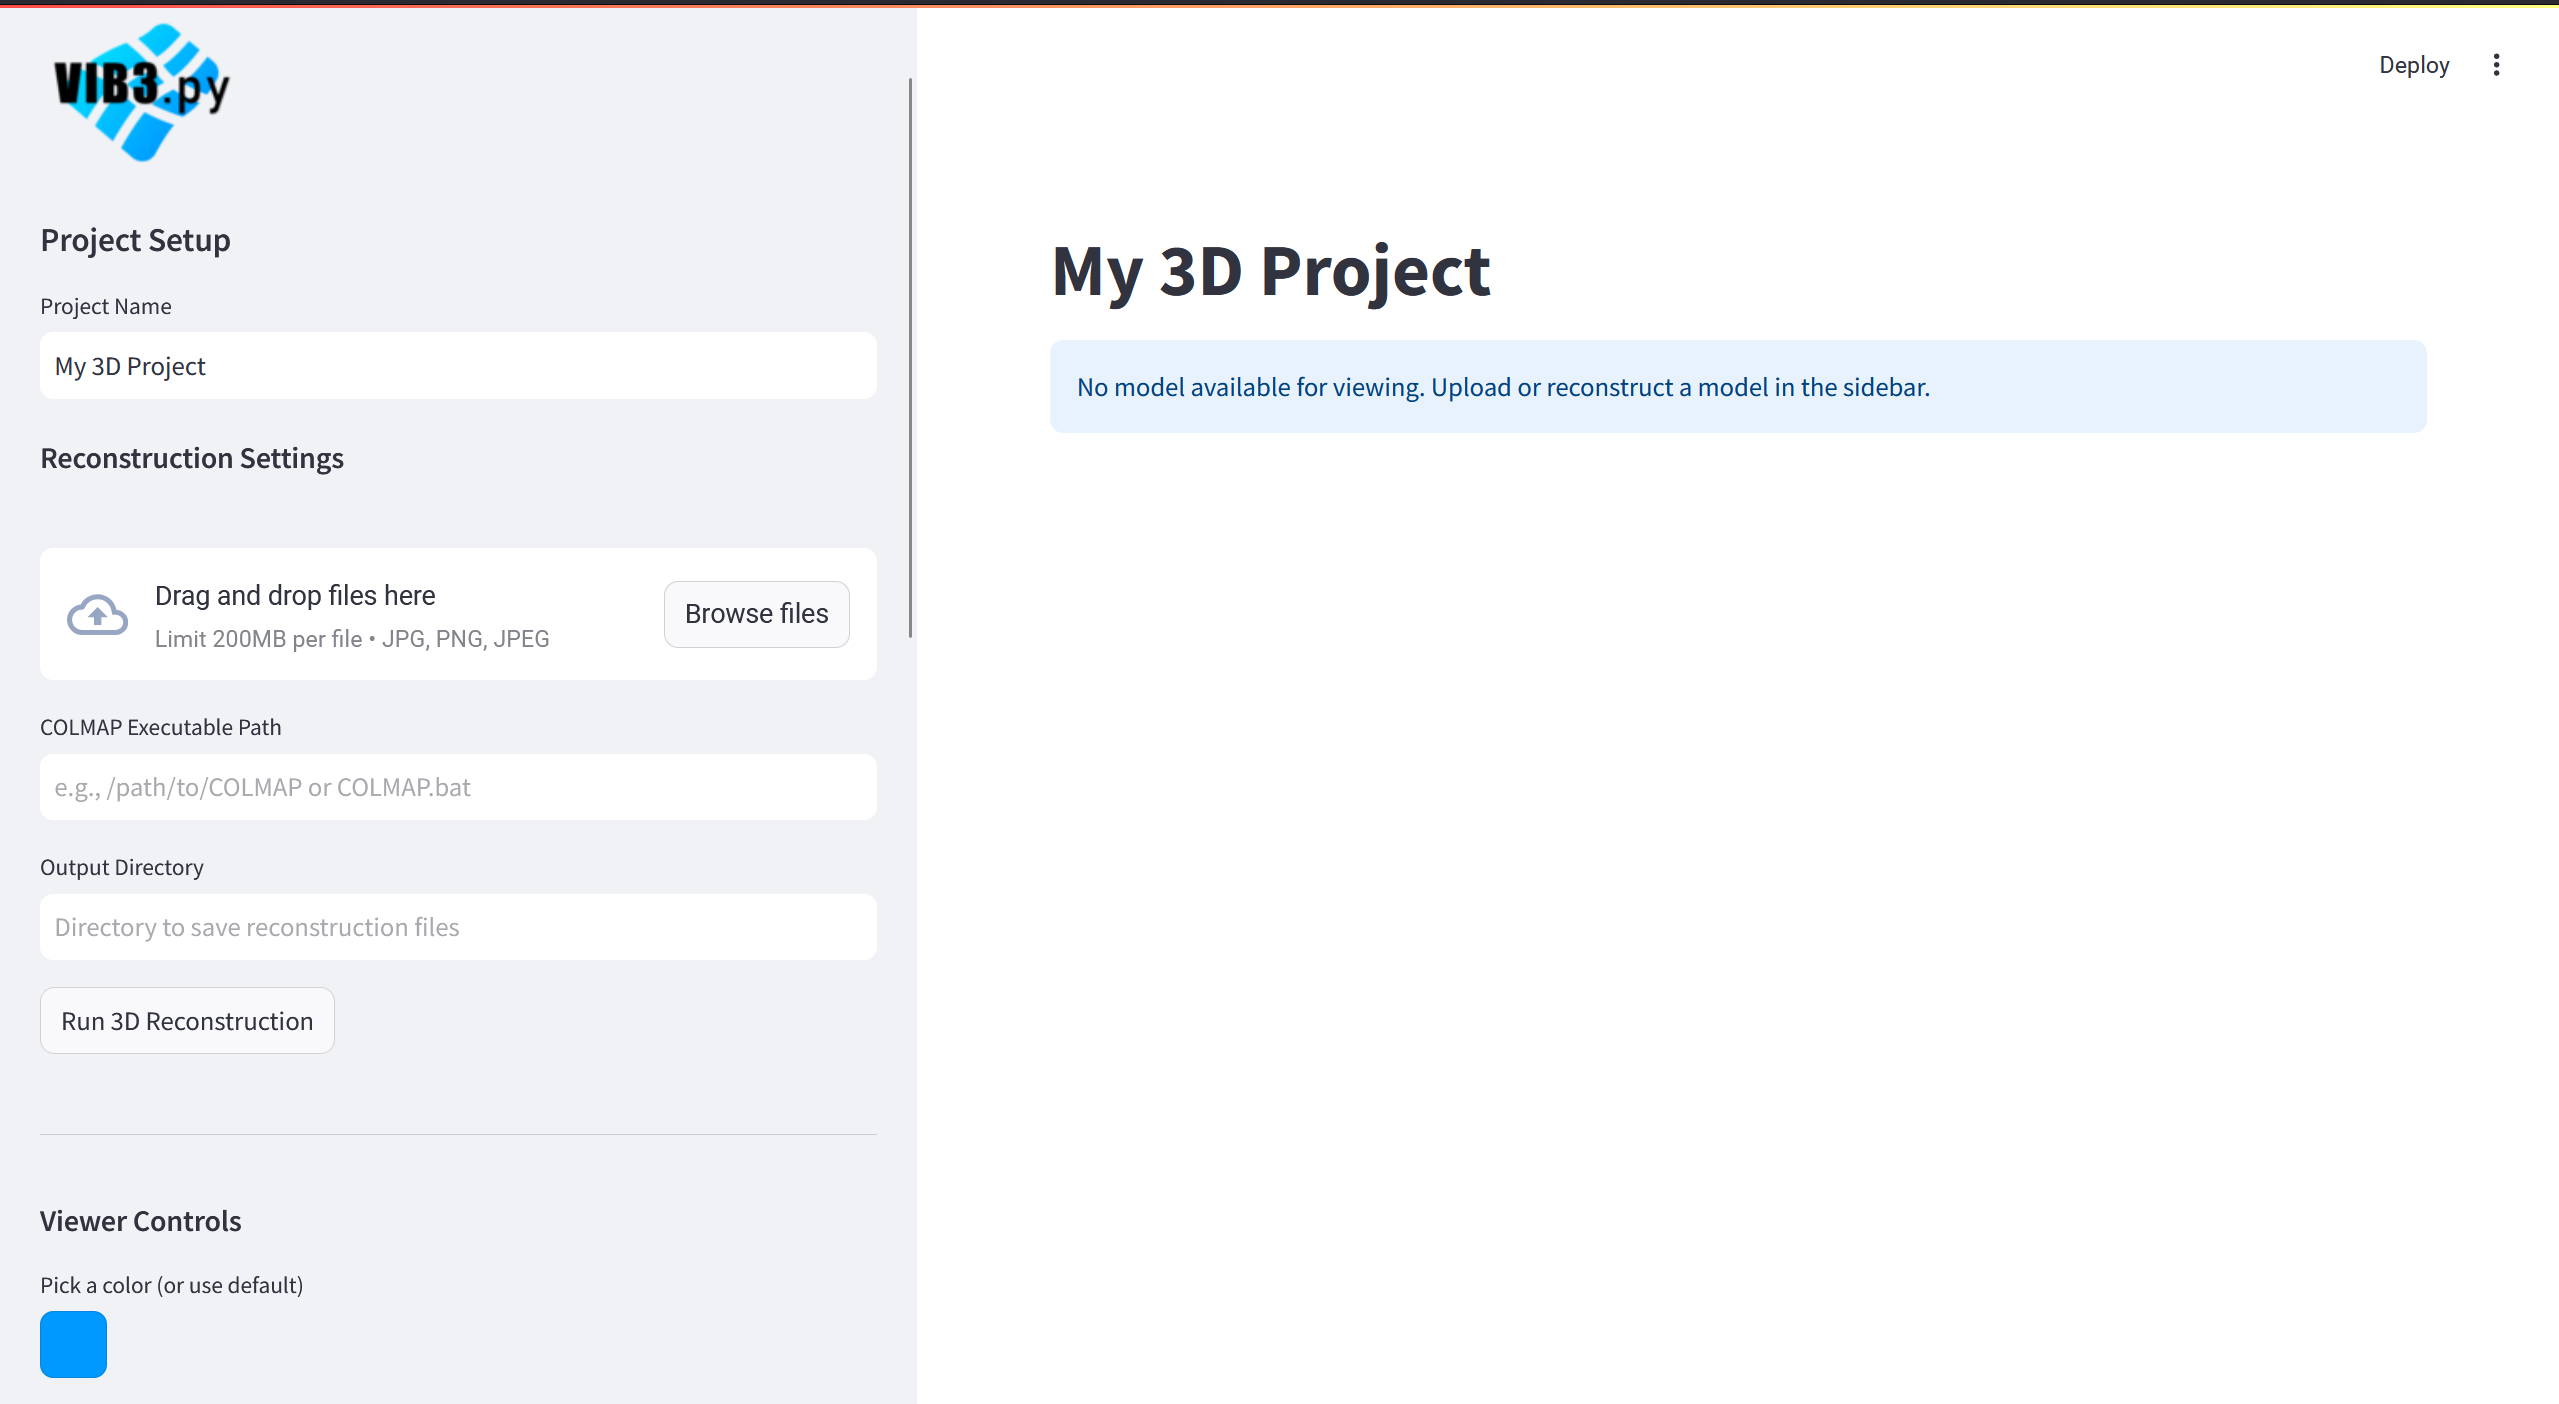 VIB3.py
Project Setup
Project Name
My 3D Project
Reconstruction Settings
Drag and drop files here
Limit 200MB per file • JPG, PNG, JPEG
Browse files
COLMAP Executable Path
e.g., /path/to/COLMAP or COLMAP.bat
Output Directory
Directory to save reconstruction files
Run 3D Reconstruction
Viewer Controls
Pick a color (or use default)
Deploy
My 3D Project
No model available for viewing. Upload or reconstruct a model in the sidebar.